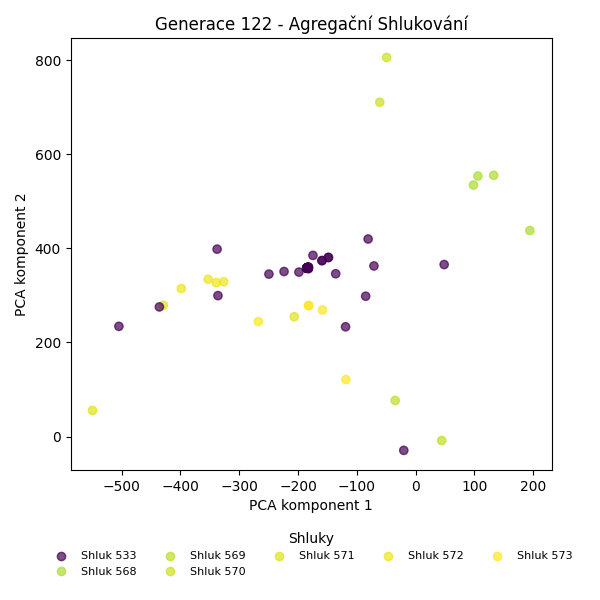 Generace 122 - Agregační Shlukování
800
600
400
200
0
PCA komponent 2
−500 −400 −300 −200 −100 0 100 200
PCA komponent 1
Shluky
Shluk 533 Shluk 569 Shluk 571 Shluk 572 Shluk 573
Shluk 568 Shluk 570